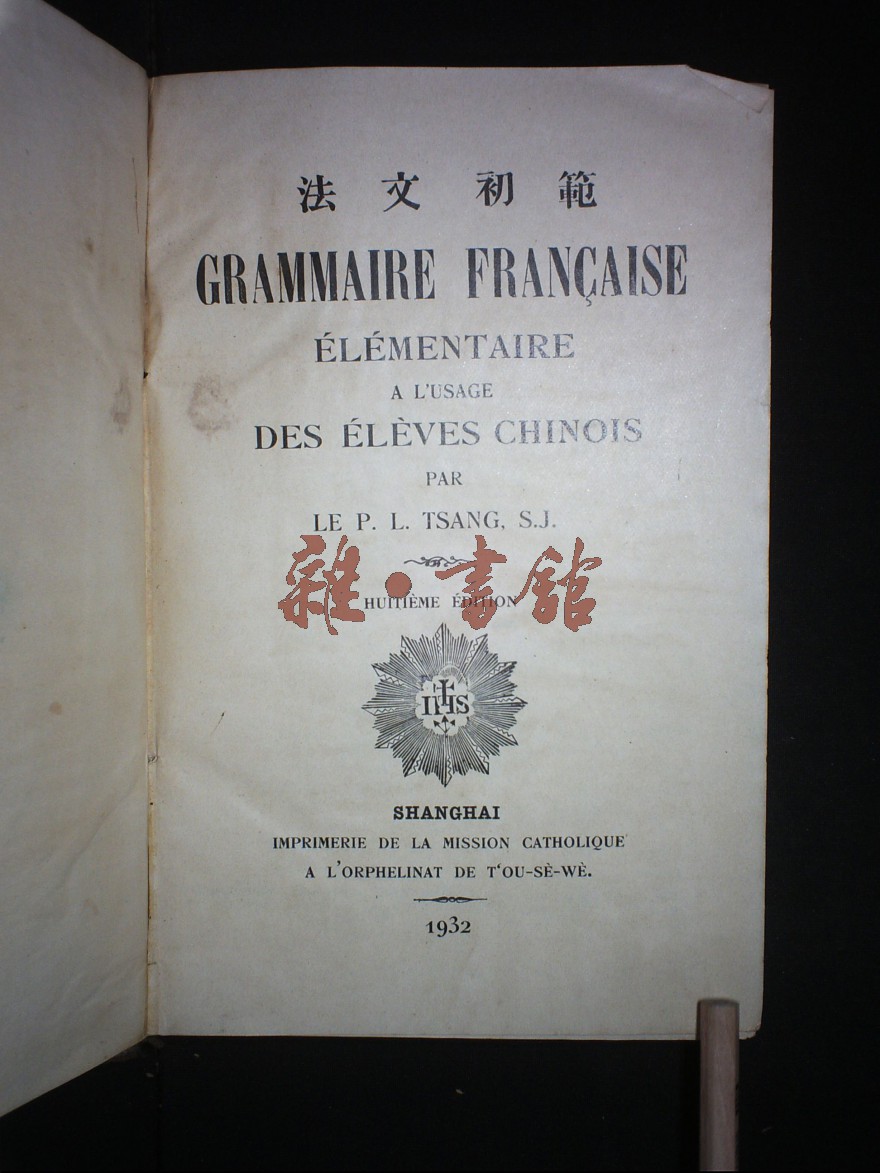 法文初範
GRAMMAIRE FRANÇAISE
ÉLÉMENTAIRE
A L'USAGE
DES ÉLÈVES CHINOIS
PAR
LE P. L. TSANG, S.J.
雜·書館
HUITIÈME ÉDITION
IHS
SHANGHAI
IMPRIMERIE DE LA MISSION CATHOLIQUE
A L'ORPHELINAT DE T'OU-SÈ-WÈ.
1932